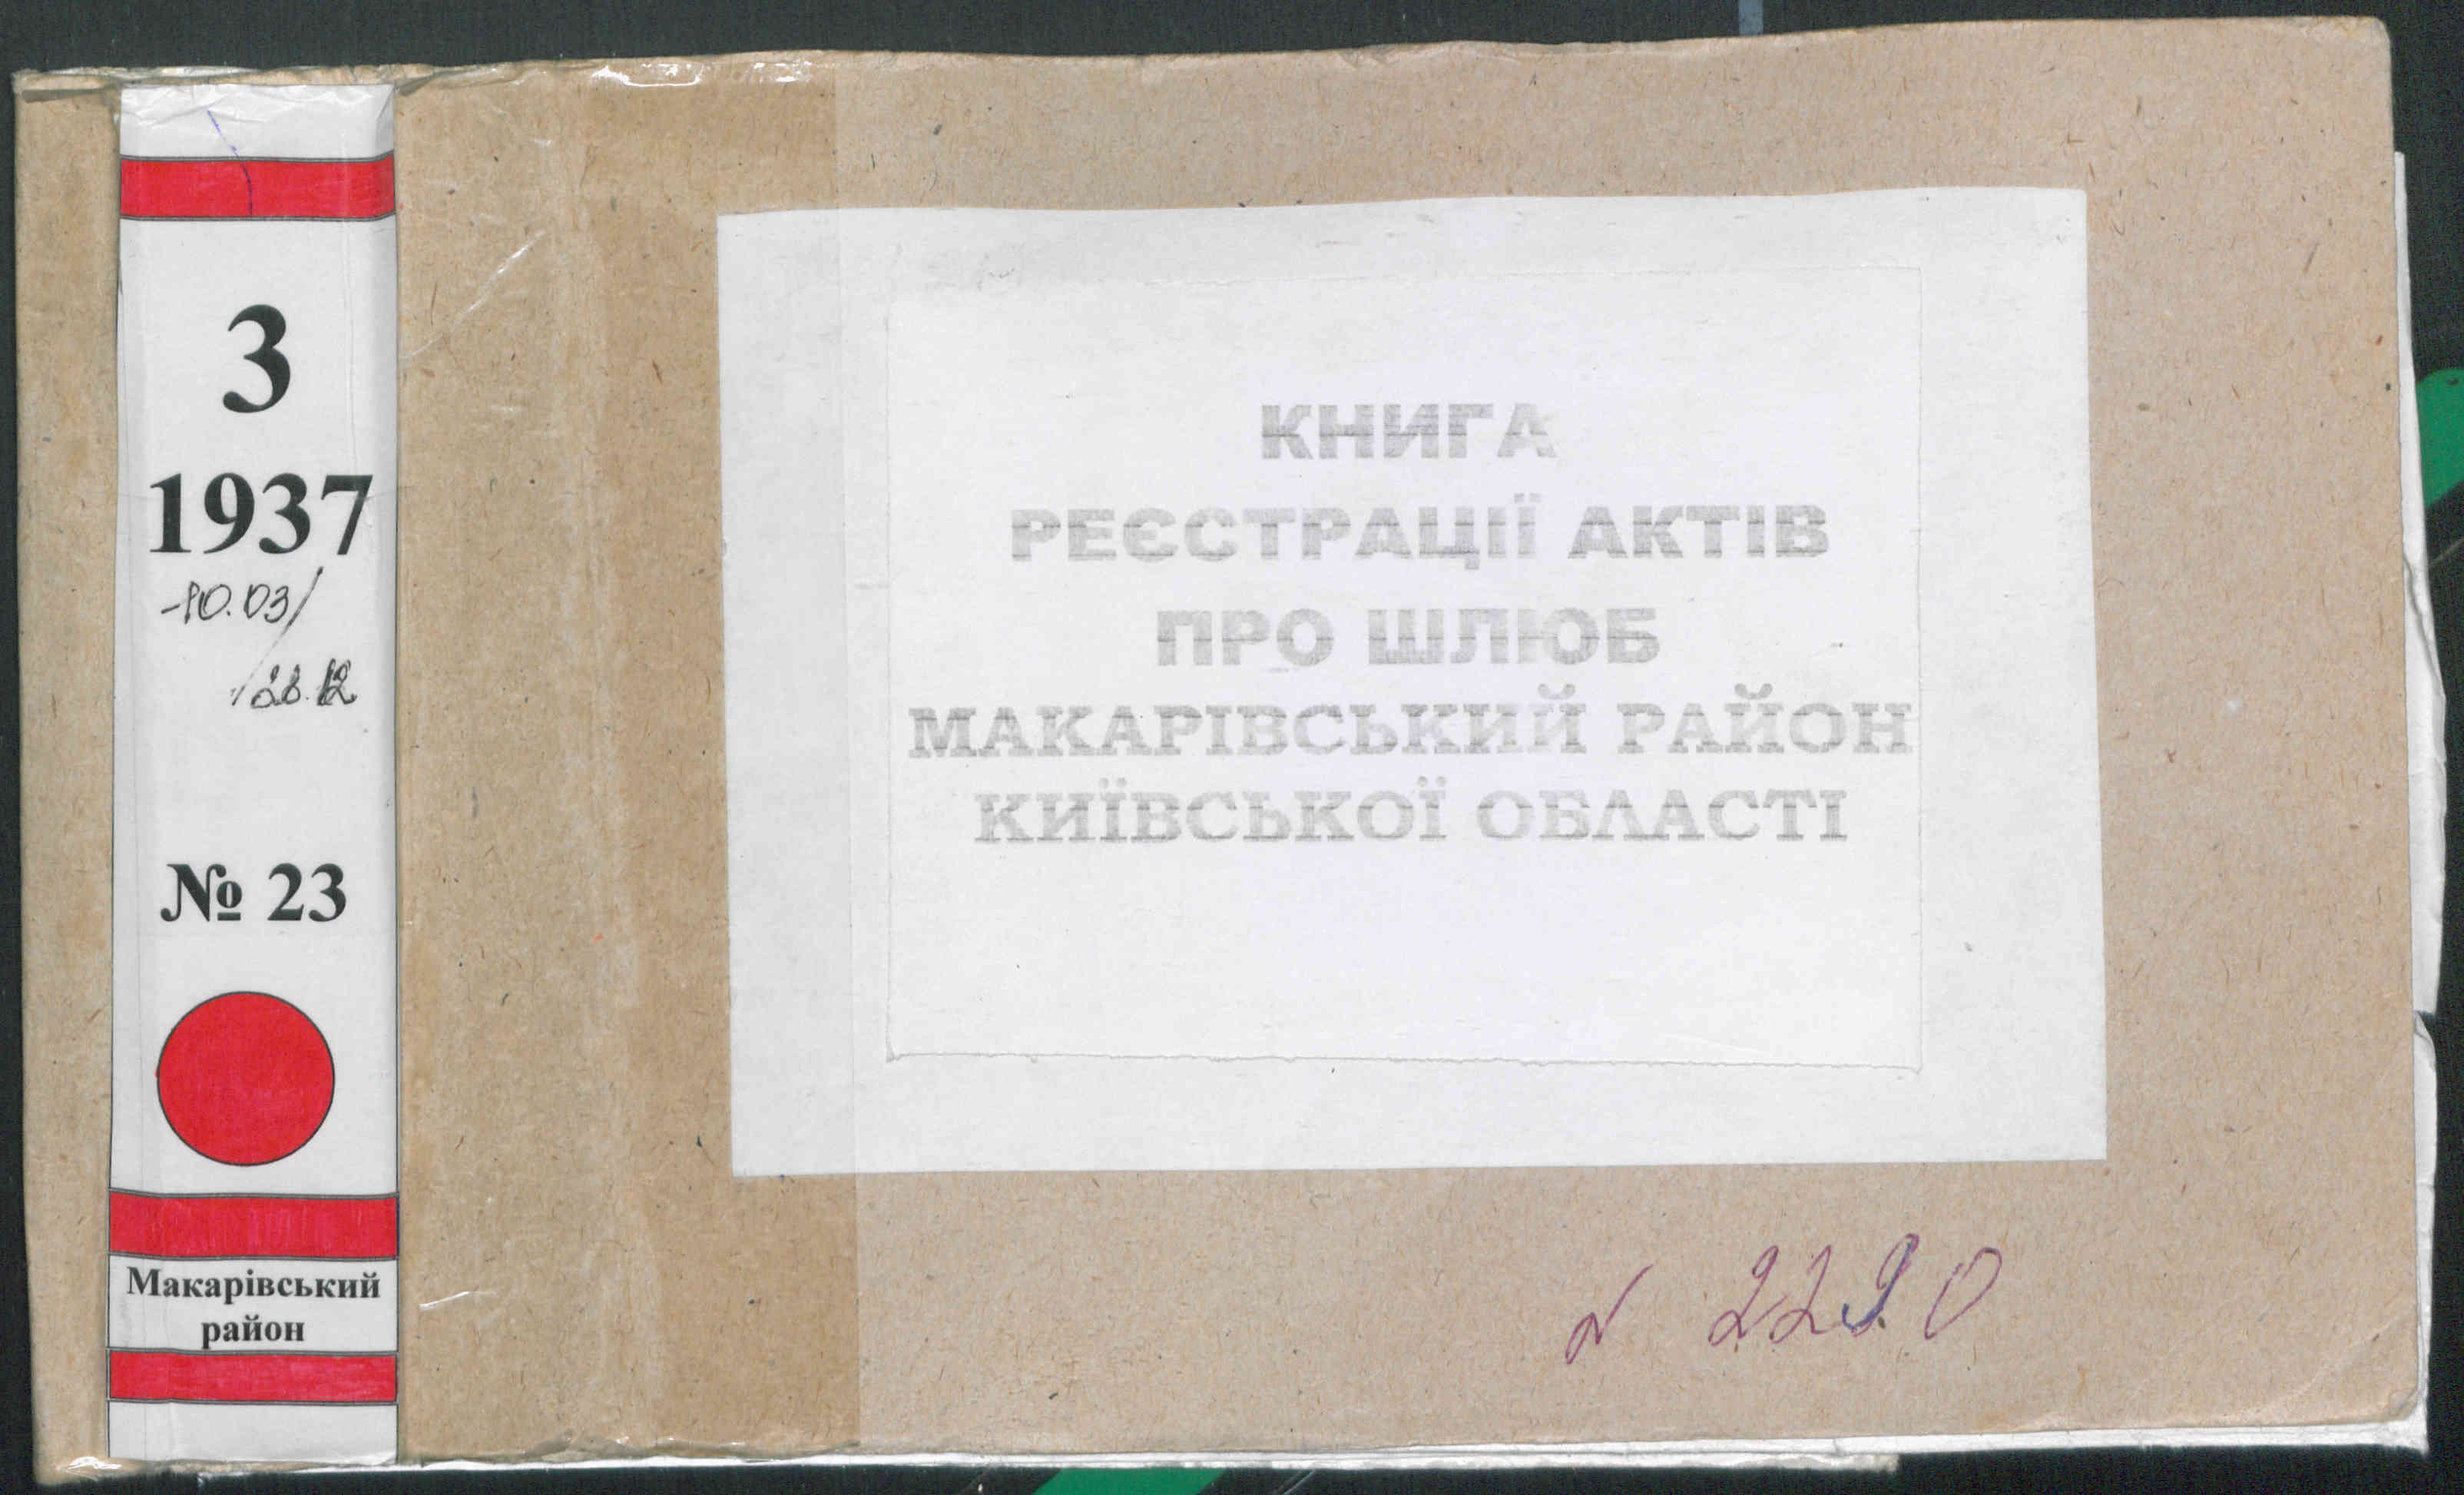 3
1937
-10.03/
/28.12
№ 23
Макарівський
район
КНИГА
РЕЄСТРАЦІЇ АКТІВ
ПРО ШЛЮБ
МАКАРІВСЬКИЙ РАЙОН
КИЇВСЬКОЇ ОБЛАСТІ
№ 2290